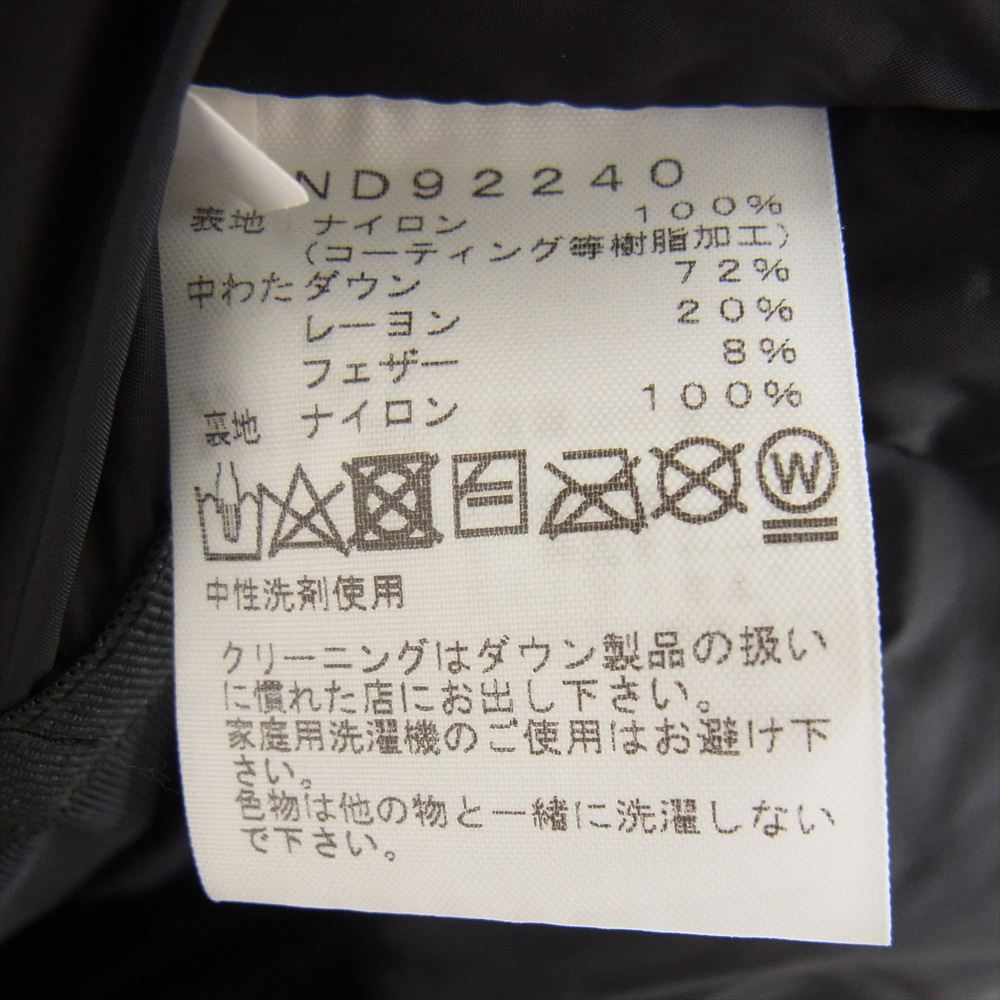 ND92240
表地 ナイロン 100%
(コーティング等樹脂加工)
中わた ダウン 72%
レーヨン 20%
フェザー 8%
裏地 ナイロン 100%
W
中性洗剤使用
クリーニングはダウン製品の扱い
に慣れた店にお出し下さい。
家庭用洗濯機のご使用はお避け下
さい。
色物は他の物と一緒に洗濯しない
で下さい。